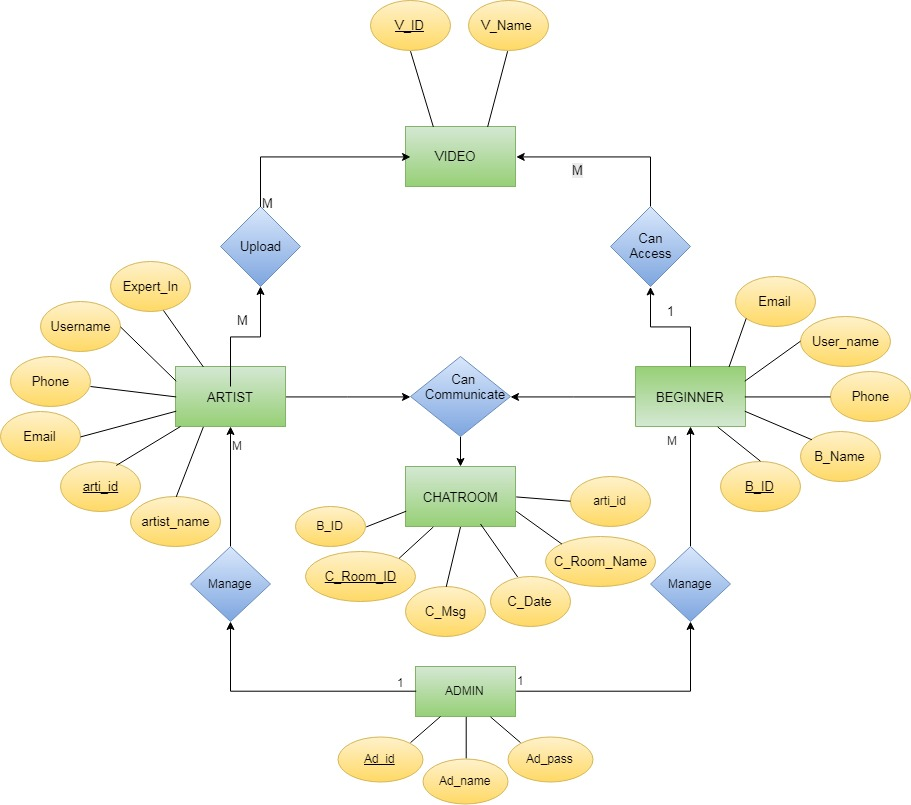 V_ID
V_Name
VIDEO
M
M
Upload
Can
Access
Expert_In
Email
M
1
Username
User_name
Phone
Can
Communicate
ARTIST
BEGINNER
Phone
Email
M
M
B_Name
arti_id
B_ID
CHATROOM
arti_id
artist_name
B_ID
C_Room_Name
C_Room_ID
Manage
Manage
C_Msg
C_Date
1
ADMIN
1
Ad_id
Ad_name
Ad_pass